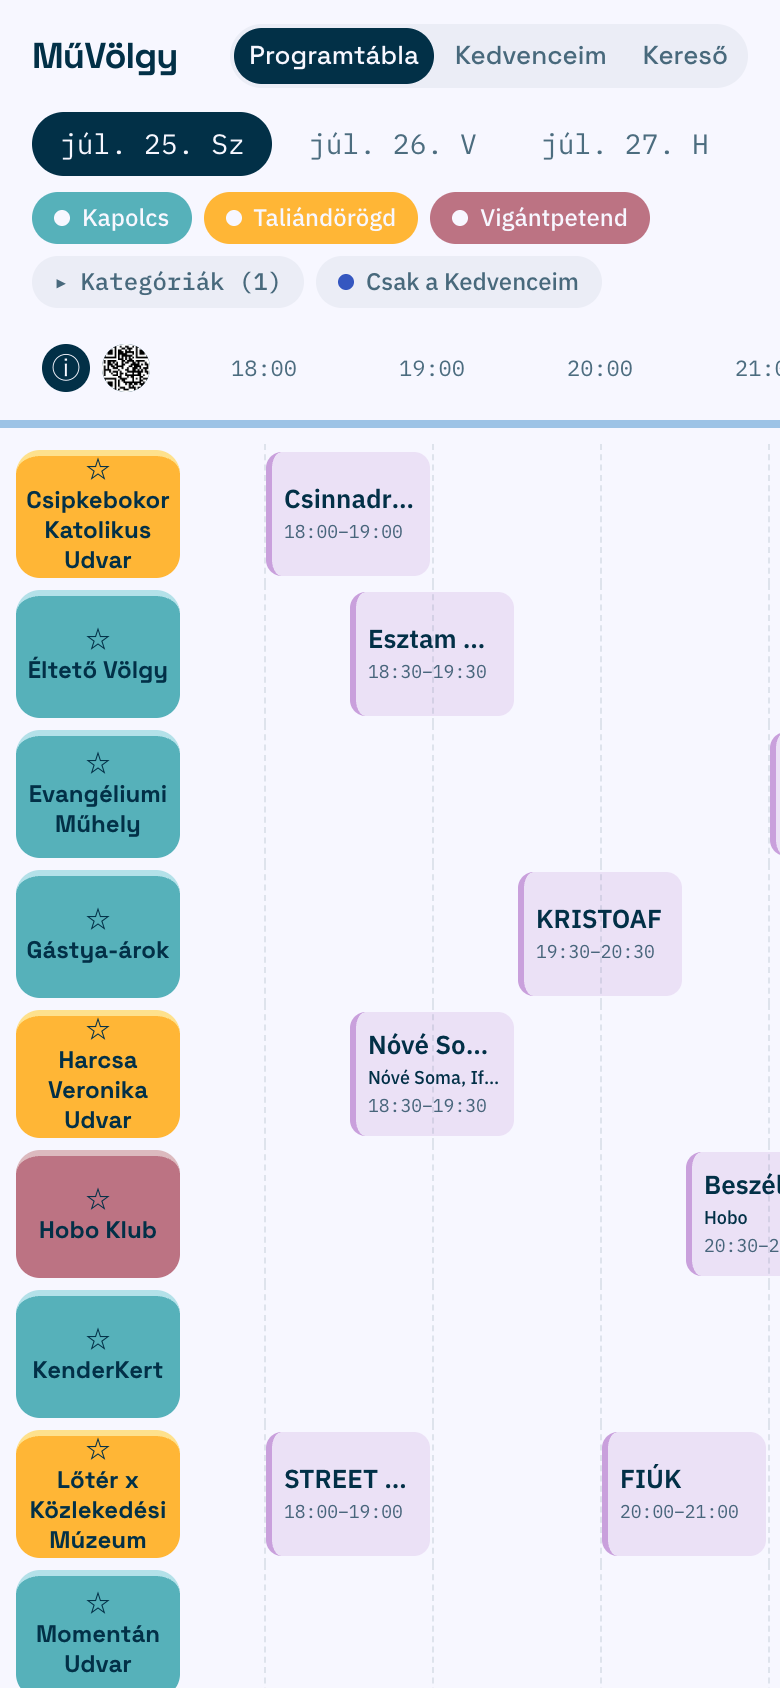 MűVölgy
Programtábla Kedvenceim Kereső
júl. 25. Sz júl. 26. V júl. 27. H
Kapolcs Taliándörögd Vigántpetend
▸ Kategóriák (1) Csak a Kedvenceim
ⓘ 18:00 19:00 20:00
☆
Csipkebokor
Katolikus
Udvar
Csinnadr...
18:00–19:00
☆
Éltető Völgy
Esztam ...
18:30–19:30
☆
Evangéliumi
Műhely
☆
Gástya-árok
KRISTOAF
19:30–20:30
☆
Harcsa
Veronika
Udvar
Nóvé So...
Nóvé Soma, If...
18:30–19:30
☆
Hobo Klub
Beszél
Hobo
20:30–2
☆
KenderKert
☆
Lőtér x
Közlekedési
Múzeum
STREET ...
18:00–19:00
FIÚK
20:00–21:00
☆
Momentán
Udvar